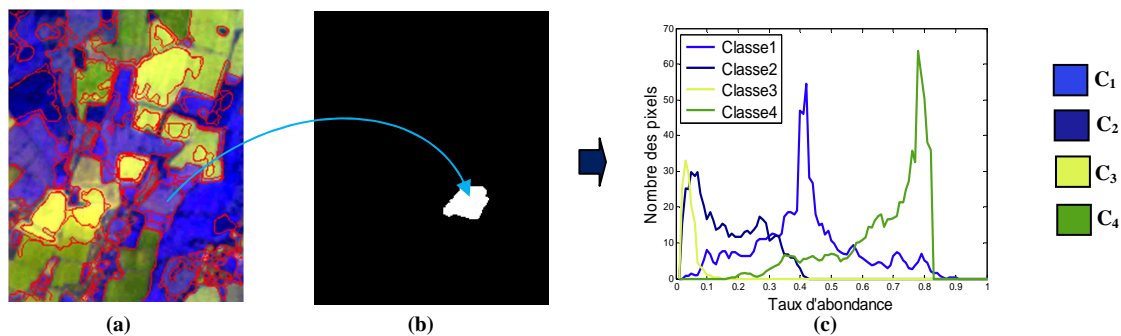 Classe1
Classe2
Classe3
Classe4
Nombre des pixels
70
60
50
40
30
20
10
0
0 0.1 0.2 0.3 0.4 0.5 0.6 0.7 0.8 0.9 1
Taux d'abondance
C1
C2
C3
C4
(a) (b) (c)